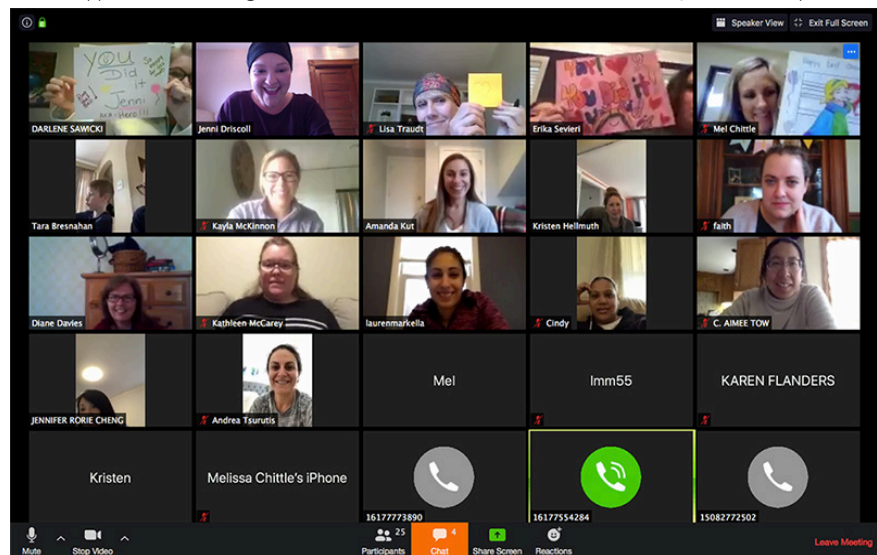 Speaker View
Exit Full Screen
YOU
Did
It
Jenni
DARLENE SAWICKI
Jenni Driscoll
Lisa Traudt
Erika Sevieri
Mel Chittle
Tara Bresnahan
Kayla McKinnon
Amanda Kut
Kristen Hellmuth
faith
Diane Davies
Kathleen McCarey
laurenmarkella
Cindy
C. AIMEE TOW
JENNIFER RORIE CHENG
Andrea Tsurutis
Mel
lmm55
KAREN FLANDERS
Kristen
Melissa Chittle's iPhone
16177773890
16177554284
15082772502
Mute
Stop Video
Participants
25
Chat
4
Share Screen
Reactions
Leave Meeting